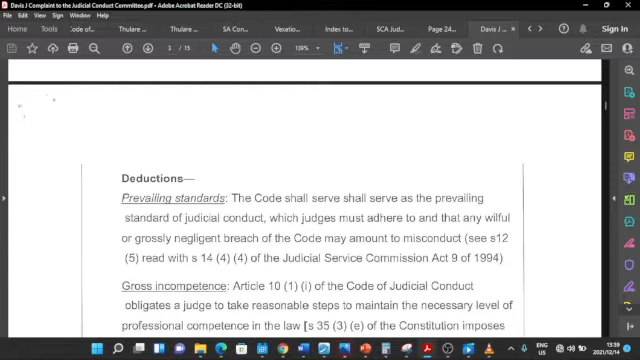 Davis J Complaint to the Judicial Conduct Committee.pdf - Adobe Acrobat Reader DC (32-bit)
File Edit View Sign Window Help
Home Tools Code of... Thulare ... Thulare ... SA Con Vexatio... Index to... SCA Jud... Page 24... Davis J ... Sign In
3 / 15 139%
Deductions—
Prevailing standards: The Code shall serve shall serve as the prevailing
standard of judicial conduct, which judges must adhere to and that any wilful
or grossly negligent breach of the Code may amount to misconduct (see s12
(5) read with s 14 (4) (4) of the Judicial Service Commission Act 9 of 1994)
Gross incompetence: Article 10 (1) (i) of the Code of Judicial Conduct
obligates a judge to take reasonable steps to maintain the necessary level of
professional competence in the law [s 35 (3) (e) of the Constitution imposes
ENG
US
13:39
2021/12/14